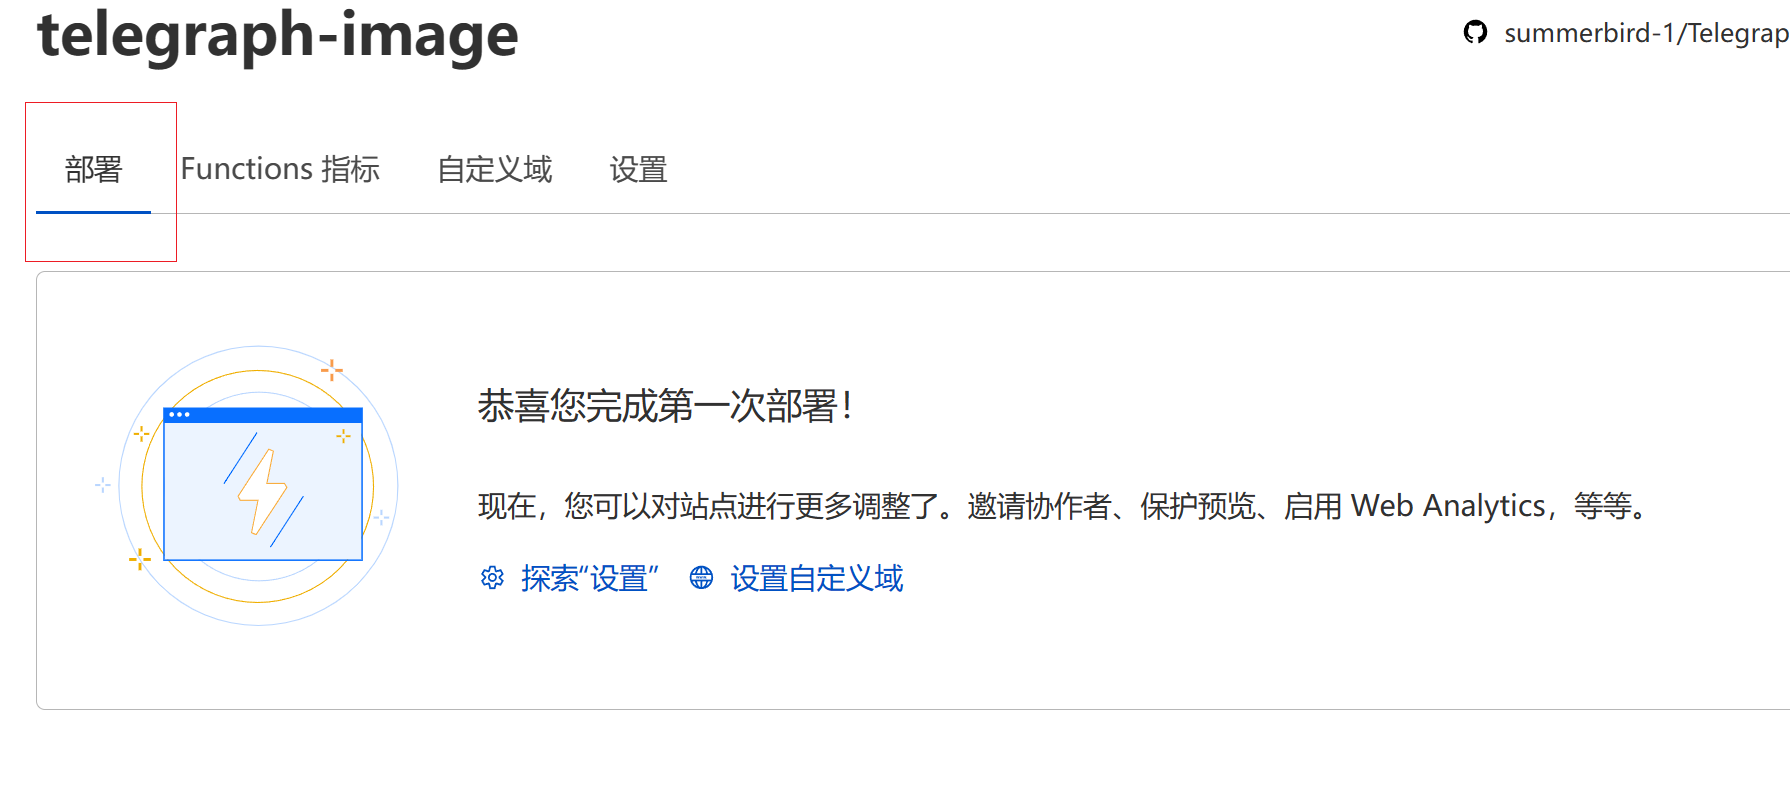 telegraph-image
summerbird-1/Telegrap
部署 Functions 指标 自定义域 设置
恭喜您完成第一次部署！
现在，您可以对站点进行更多调整了。邀请协作者、保护预览、启用 Web Analytics，等等。
探索“设置” 设置自定义域